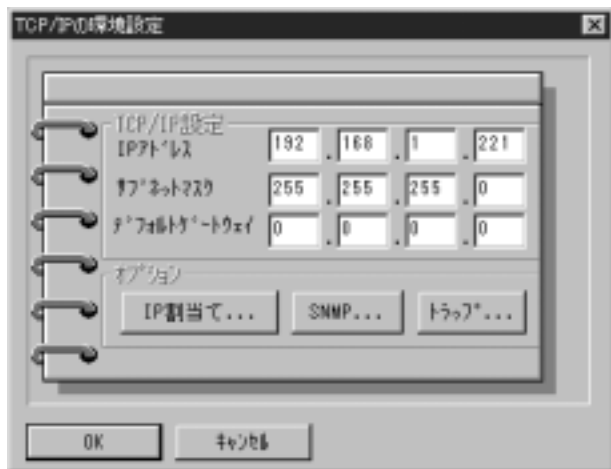 TCP/IPの環境設定
TCP/IP設定
IPｱﾄﾞﾚｽ 192 . 168 . 1 . 221
ｻﾌﾞﾈｯﾄﾏｽｸ 255 . 255 . 255 . 0
ﾃﾞﾌｫﾙﾄｹﾞｰﾄｳｪｲ 0 . 0 . 0 . 0
ｵﾌﾟｼｮﾝ
IP割当て... SNMP... ﾄﾗｯﾌﾟ...
OK ｷｬﾝｾﾙ